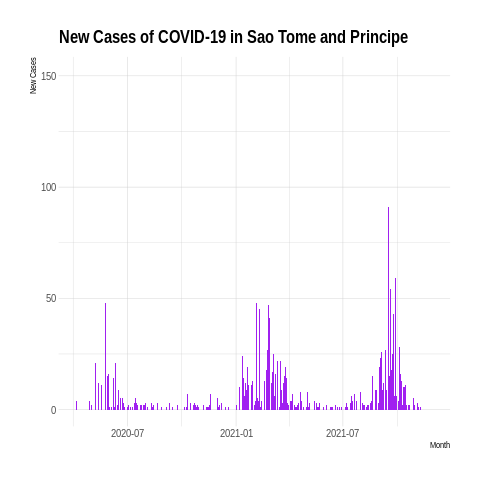 New Cases of COVID-19 in Sao Tome and Principe
New Cases
150
100
50
0
2020-07 2021-01 2021-07
Month